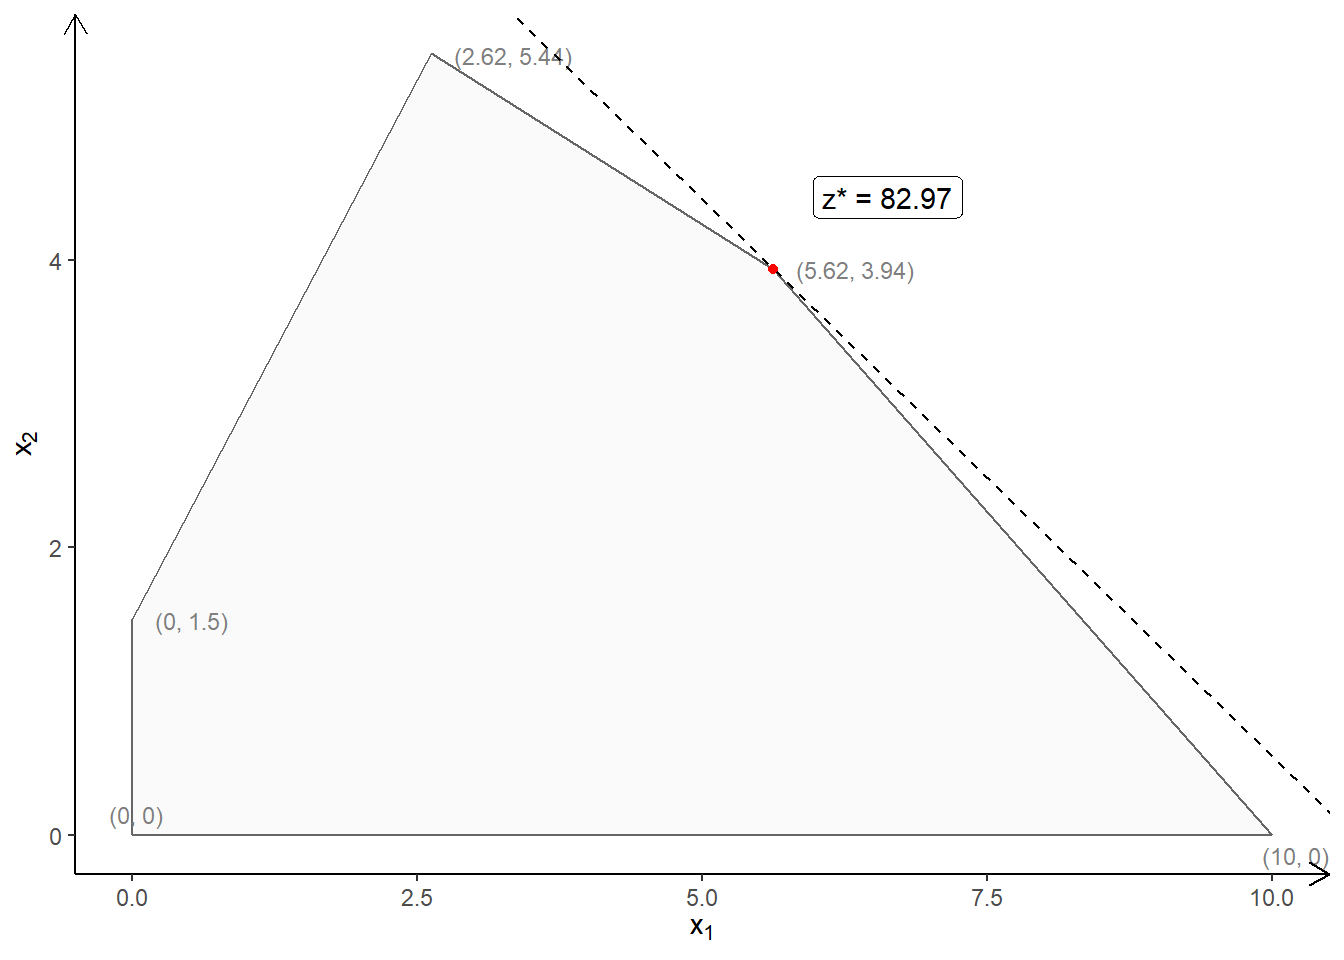 (2.62, 5.44)
z* = 82.97
4
(5.62, 3.94)
x₂
2
(0, 1.5)
(0, 0)
0
(10, 0)
0.0 2.5 5.0 7.5 10.0
x₁